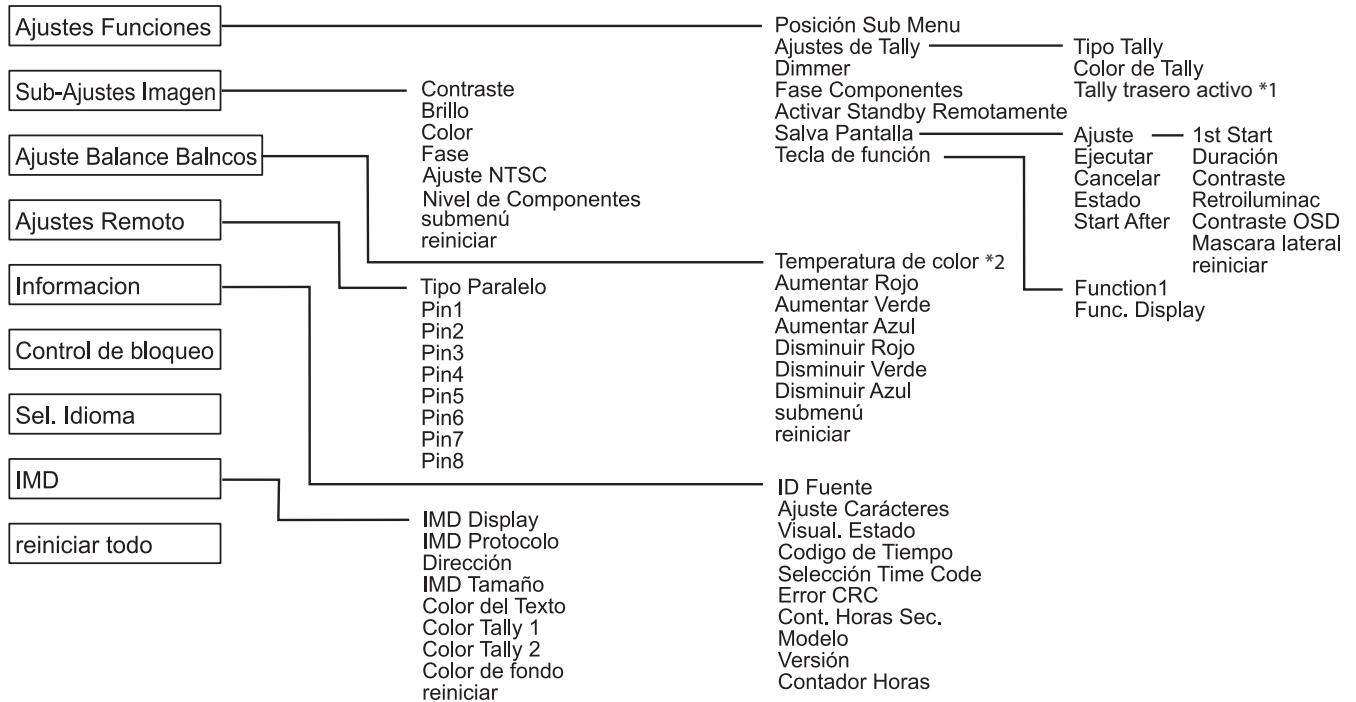 Ajustes Funciones
Sub-Ajustes Imagen
Ajuste Balance Balncos
Ajustes Remoto
Informacion
Control de bloqueo
Sel. Idioma
IMD
reiniciar todo
Contraste
Brillo
Color
Fase
Ajuste NTSC
Nivel de Componentes
submenú
reiniciar
Tipo Paralelo
Pin1
Pin2
Pin3
Pin4
Pin5
Pin6
Pin7
Pin8
IMD Display
IMD Protocolo
Dirección
IMD Tamaño
Color del Texto
Color Tally 1
Color Tally 2
Color de fondo
reiniciar
Posición Sub Menu
Ajustes de Tally
Dimmer
Fase Componentes
Activar Standby Remotamente
Salva Pantalla
Tecla de función
Temperatura de color *2
Aumentar Rojo
Aumentar Verde
Aumentar Azul
Disminuir Rojo
Disminuir Verde
Disminuir Azul
submenú
reiniciar
ID Fuente
Ajuste Carácteres
Visual. Estado
Codigo de Tiempo
Selección Time Code
Error CRC
Cont. Horas Sec.
Modelo
Versión
Contador Horas
Tipo Tally
Color de Tally
Tally trasero activo *1
Ajuste
Ejecutar
Cancelar
Estado
Start After
1st Start
Duración
Contraste
Retroiluminac
Contraste OSD
Mascara lateral
reiniciar
Function1
Func. Display